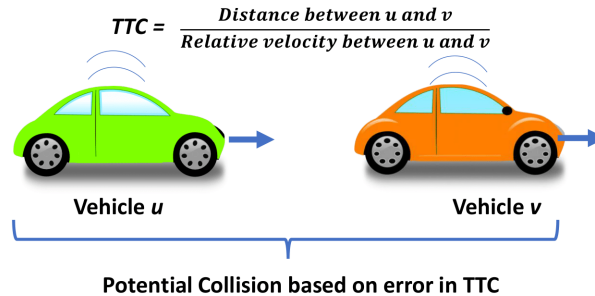 TTC = Distance between u and v / Relative velocity between u and v
Vehicle u
Vehicle v
Potential Collision based on error in TTC